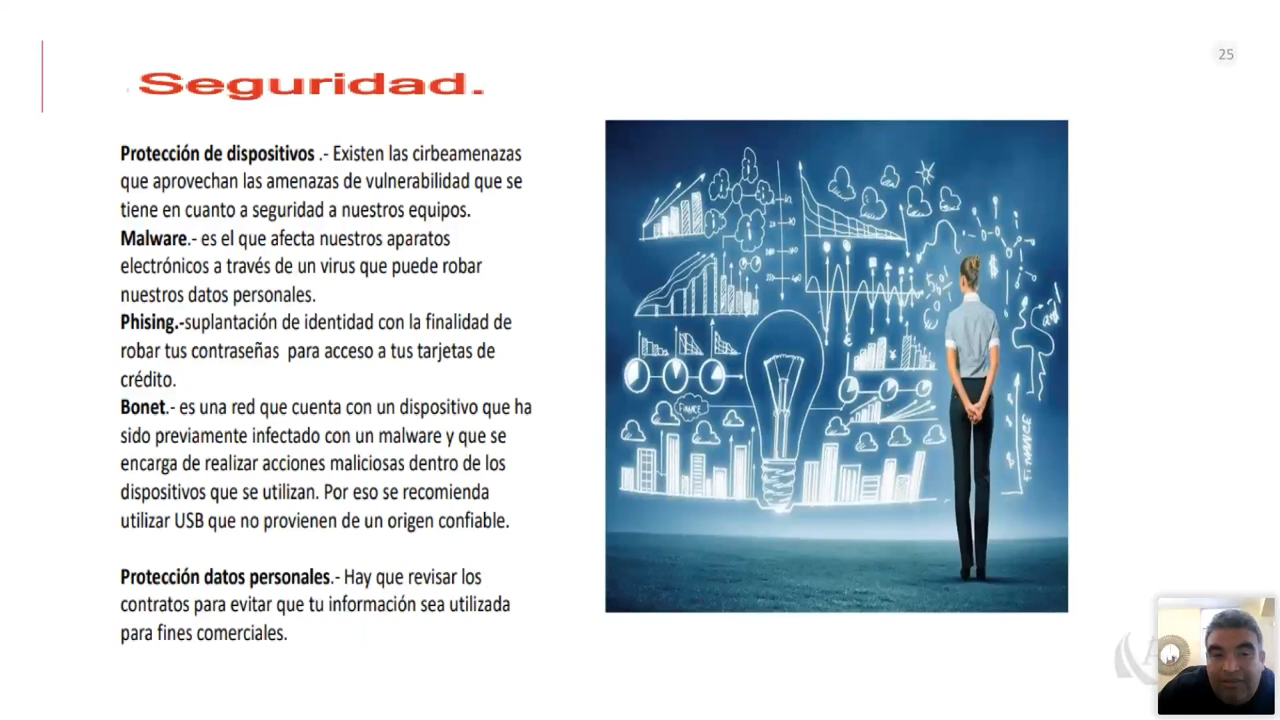 25
Seguridad.
Protección de dispositivos .- Existen las cirbeamenazas
que aprovechan las amenazas de vulnerabilidad que se
tiene en cuanto a seguridad a nuestros equipos.
Malware.- es el que afecta nuestros aparatos
electrónicos a través de un virus que puede robar
nuestros datos personales.
Phising.-suplantación de identidad con la finalidad de
robar tus contraseñas para acceso a tus tarjetas de
crédito.
Bonet.- es una red que cuenta con un dispositivo que ha
sido previamente infectado con un malware y que se
encarga de realizar acciones maliciosas dentro de los
dispositivos que se utilizan. Por eso se recomienda
utilizar USB que no provienen de un origen confiable.
Protección datos personales.- Hay que revisar los
contratos para evitar que tu información sea utilizada
para fines comerciales.
FINANCE
FINANCE